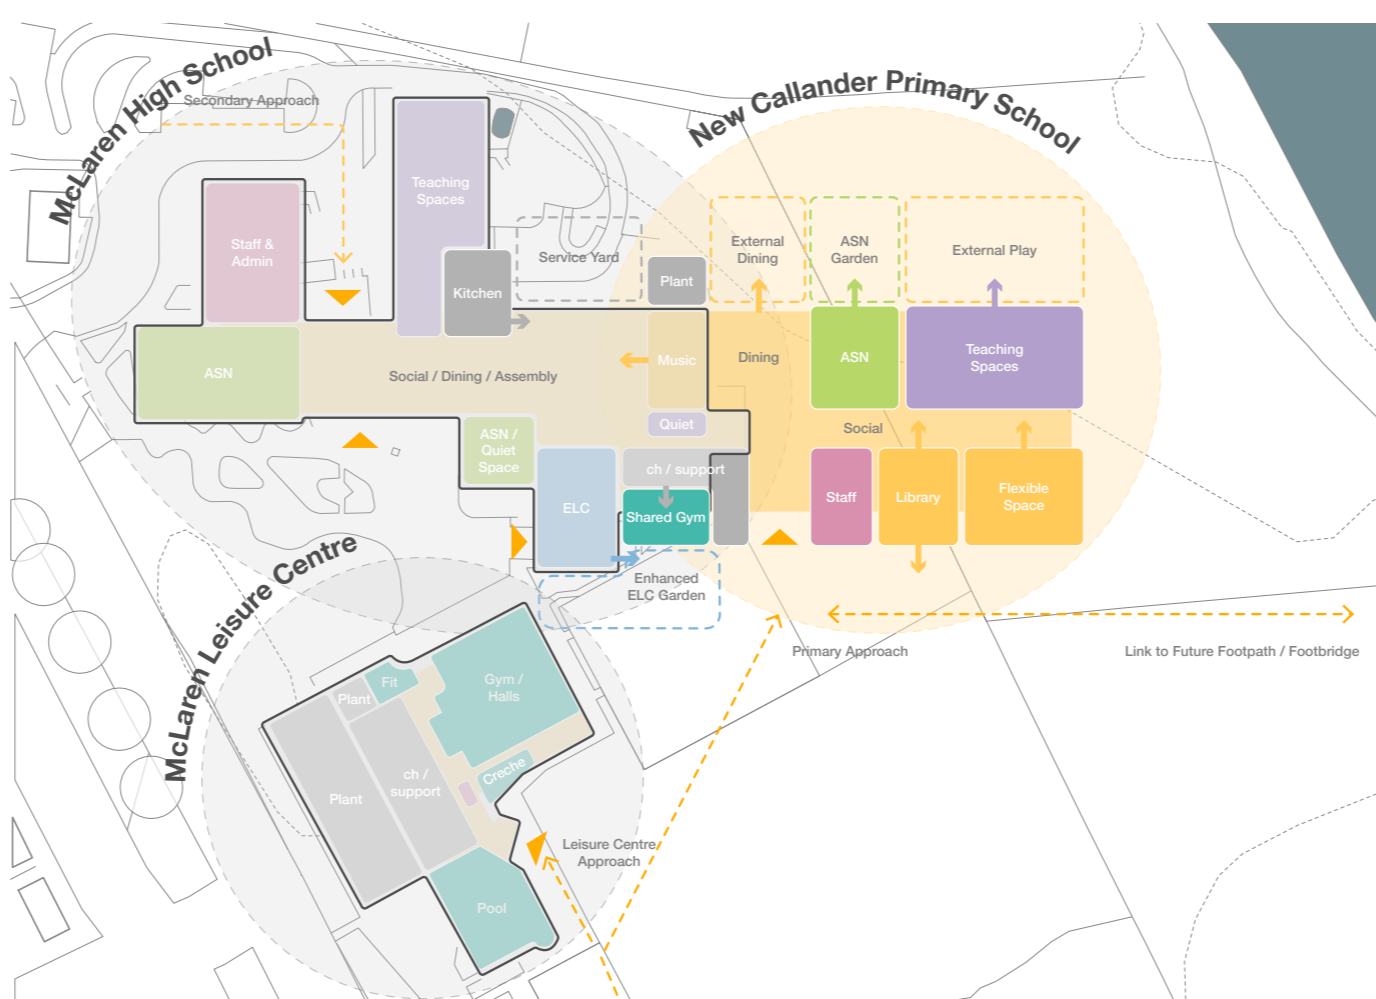 McLaren High School
New Callander Primary School
McLaren Leisure Centre
Secondary Approach
Teaching
Spaces
Staff &
Admin
Kitchen
Service Yard
Plant
External
Dining
ASN
Garden
External Play
ASN
Social / Dining / Assembly
Music
Dining
ASN
Teaching
Spaces
Quiet
Social
ASN /
Quiet
Space
ch / support
ELC
Shared Gym
Staff
Library
Flexible
Space
Enhanced
ELC Garden
Primary Approach
Link to Future Footpath / Footbridge
Fit
Plant
Gym /
Halls
ch /
support
Creche
Plant
Leisure Centre
Approach
Pool